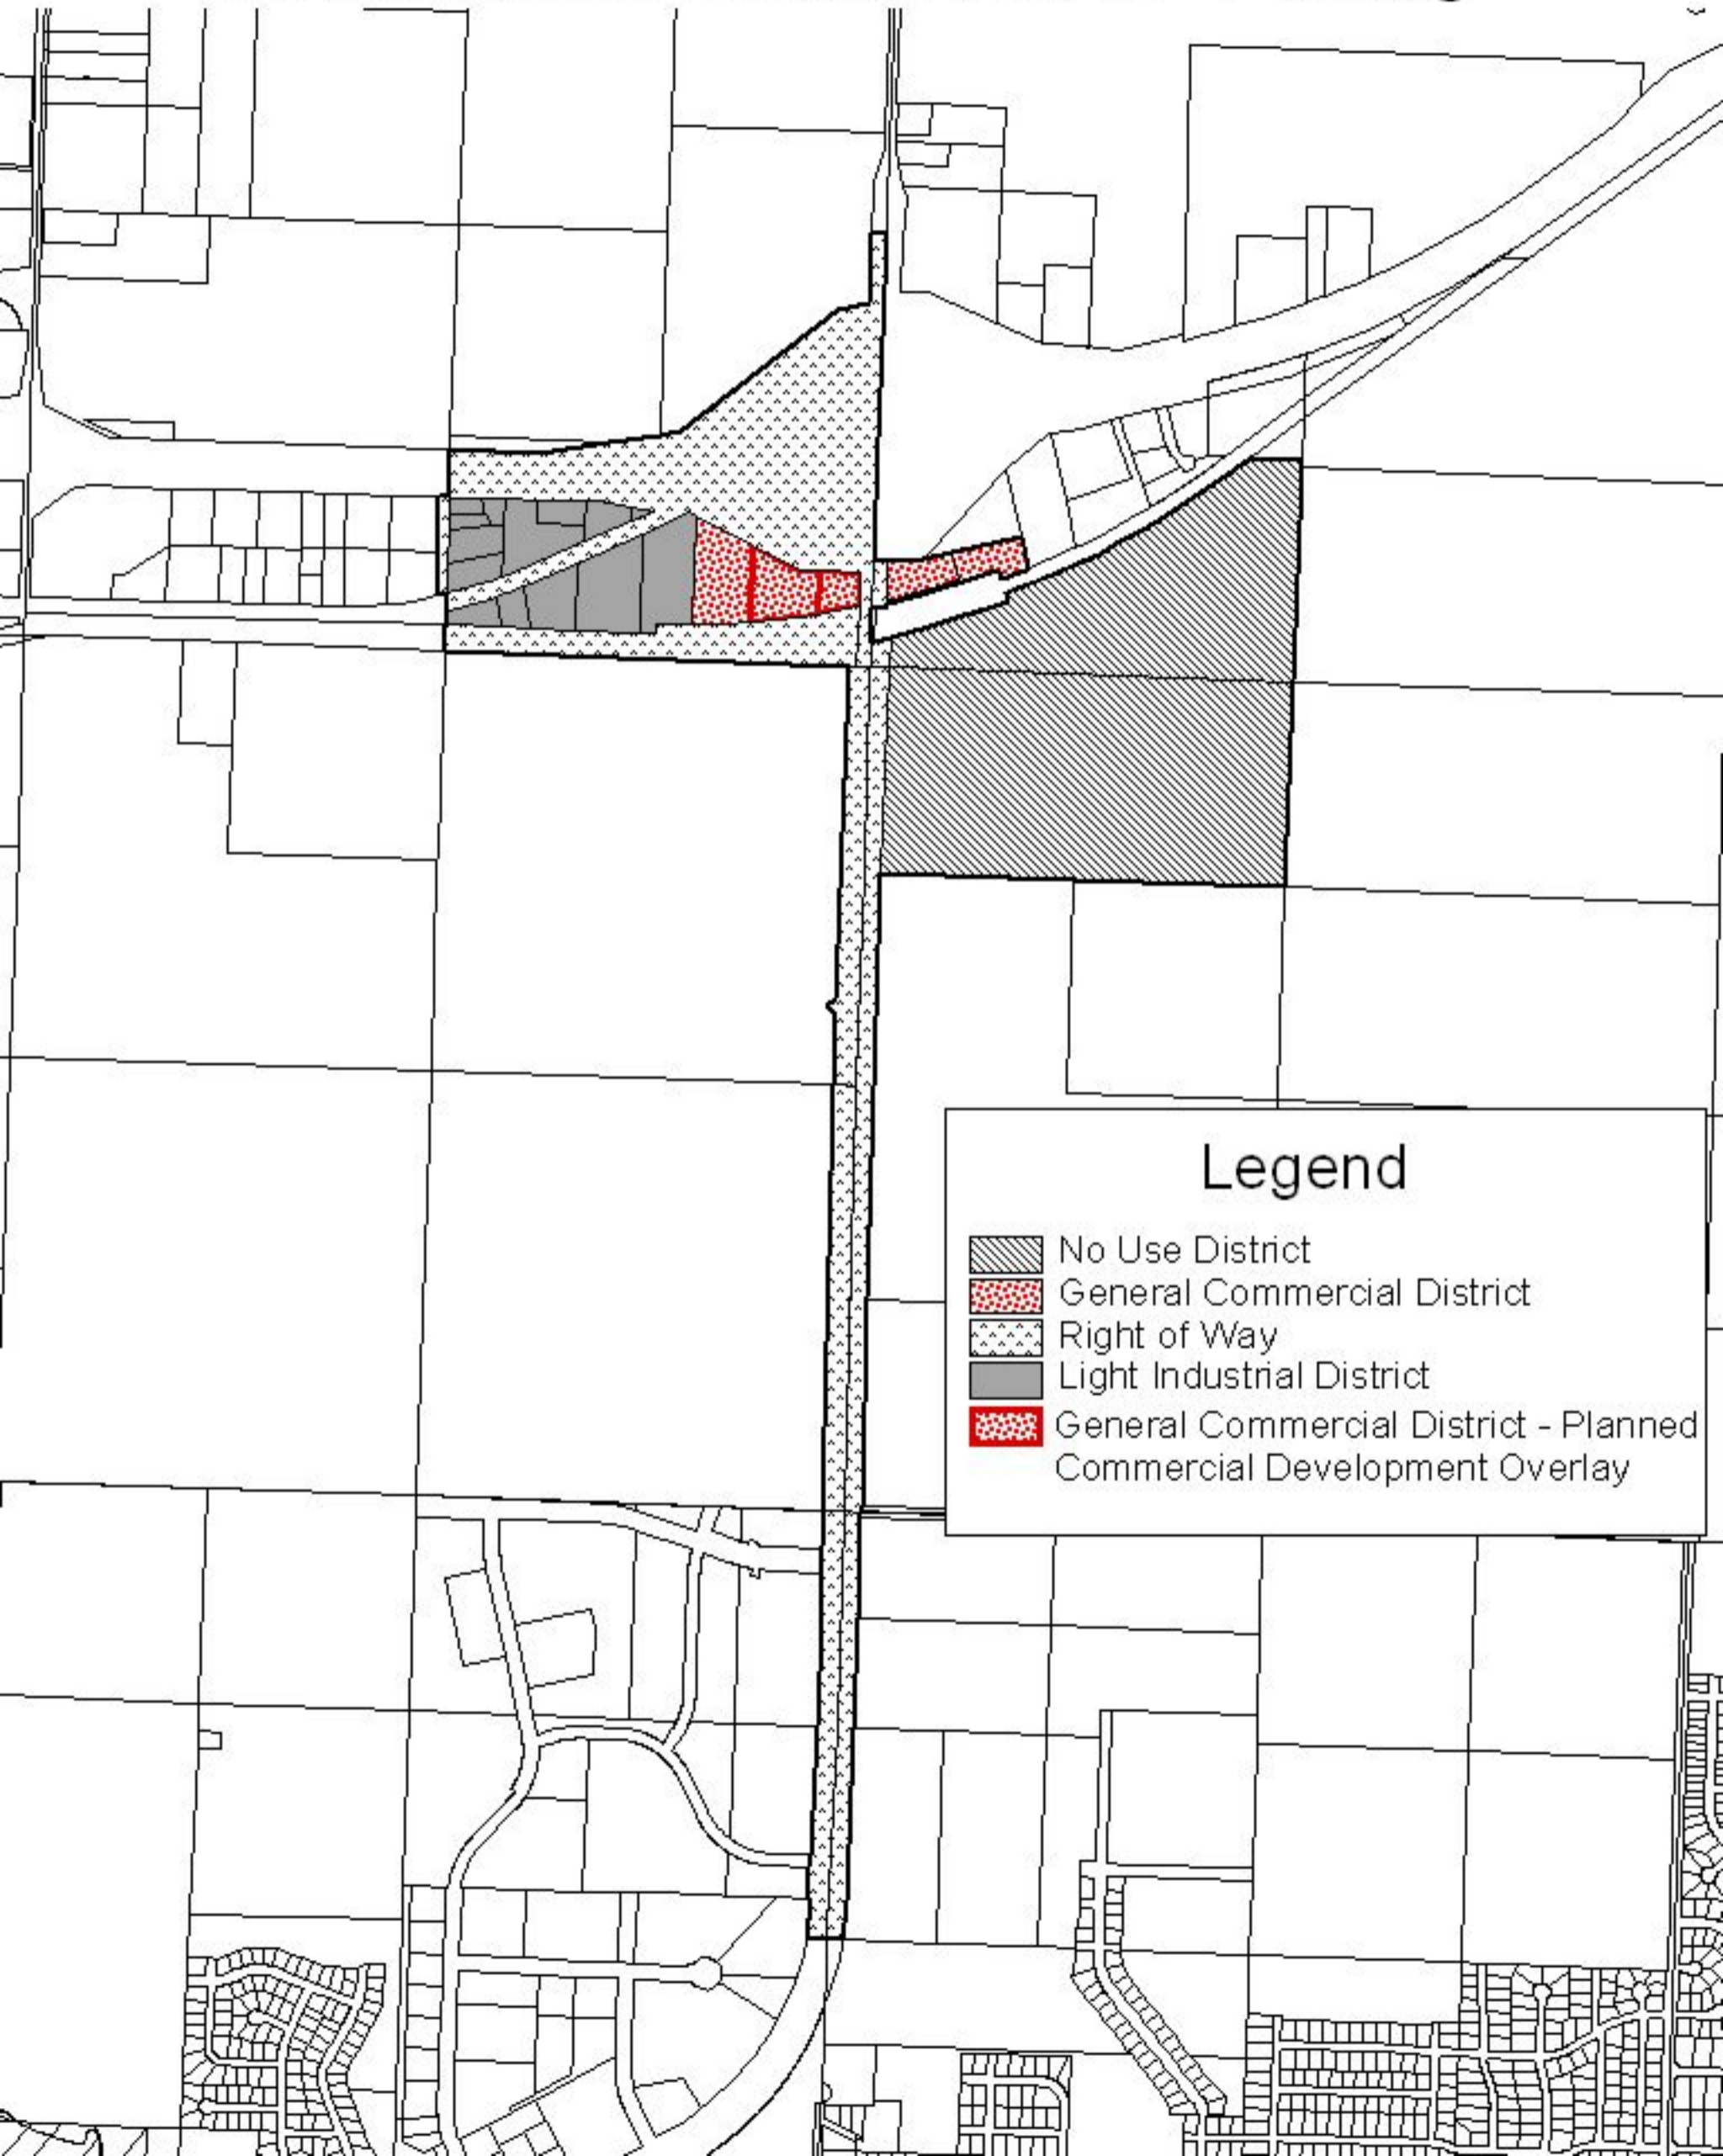 Legend
No Use District
General Commercial District
Right of Way
Light Industrial District
General Commercial District - Planned
Commercial Development Overlay